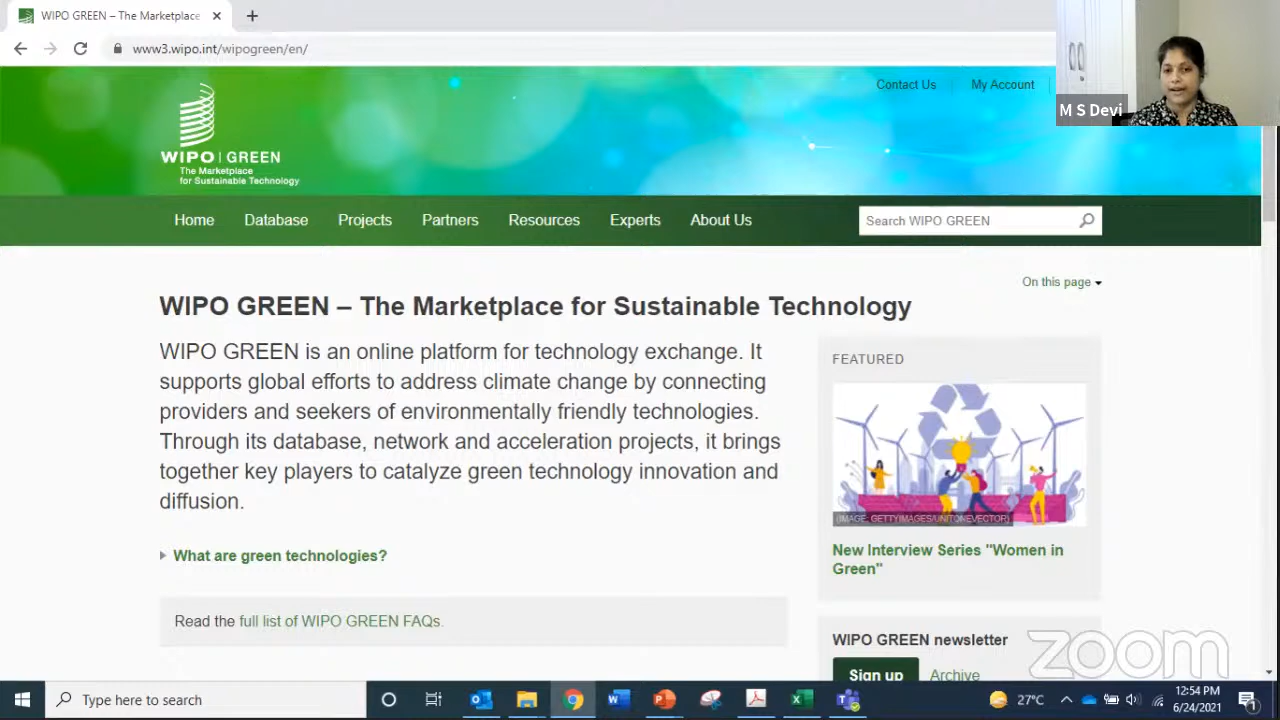 WIPO GREEN – The Marketplace
www3.wipo.int/wipogreen/en/
Contact Us
My Account
M S Devi
WIPO | GREEN
The Marketplace
for Sustainable Technology
Home
Database
Projects
Partners
Resources
Experts
About Us
Search WIPO GREEN
On this page
WIPO GREEN – The Marketplace for Sustainable Technology
WIPO GREEN is an online platform for technology exchange. It
supports global efforts to address climate change by connecting
providers and seekers of environmentally friendly technologies.
Through its database, network and acceleration projects, it brings
together key players to catalyze green technology innovation and
diffusion.
What are green technologies?
Read the full list of WIPO GREEN FAQs.
FEATURED
(IMAGE: GETTYIMAGES/UNITONEVECTOR)
New Interview Series "Women in
Green"
WIPO GREEN newsletter
Sign up
Archive
zoom
Type here to search
27°C
12:54 PM
6/24/2021
1